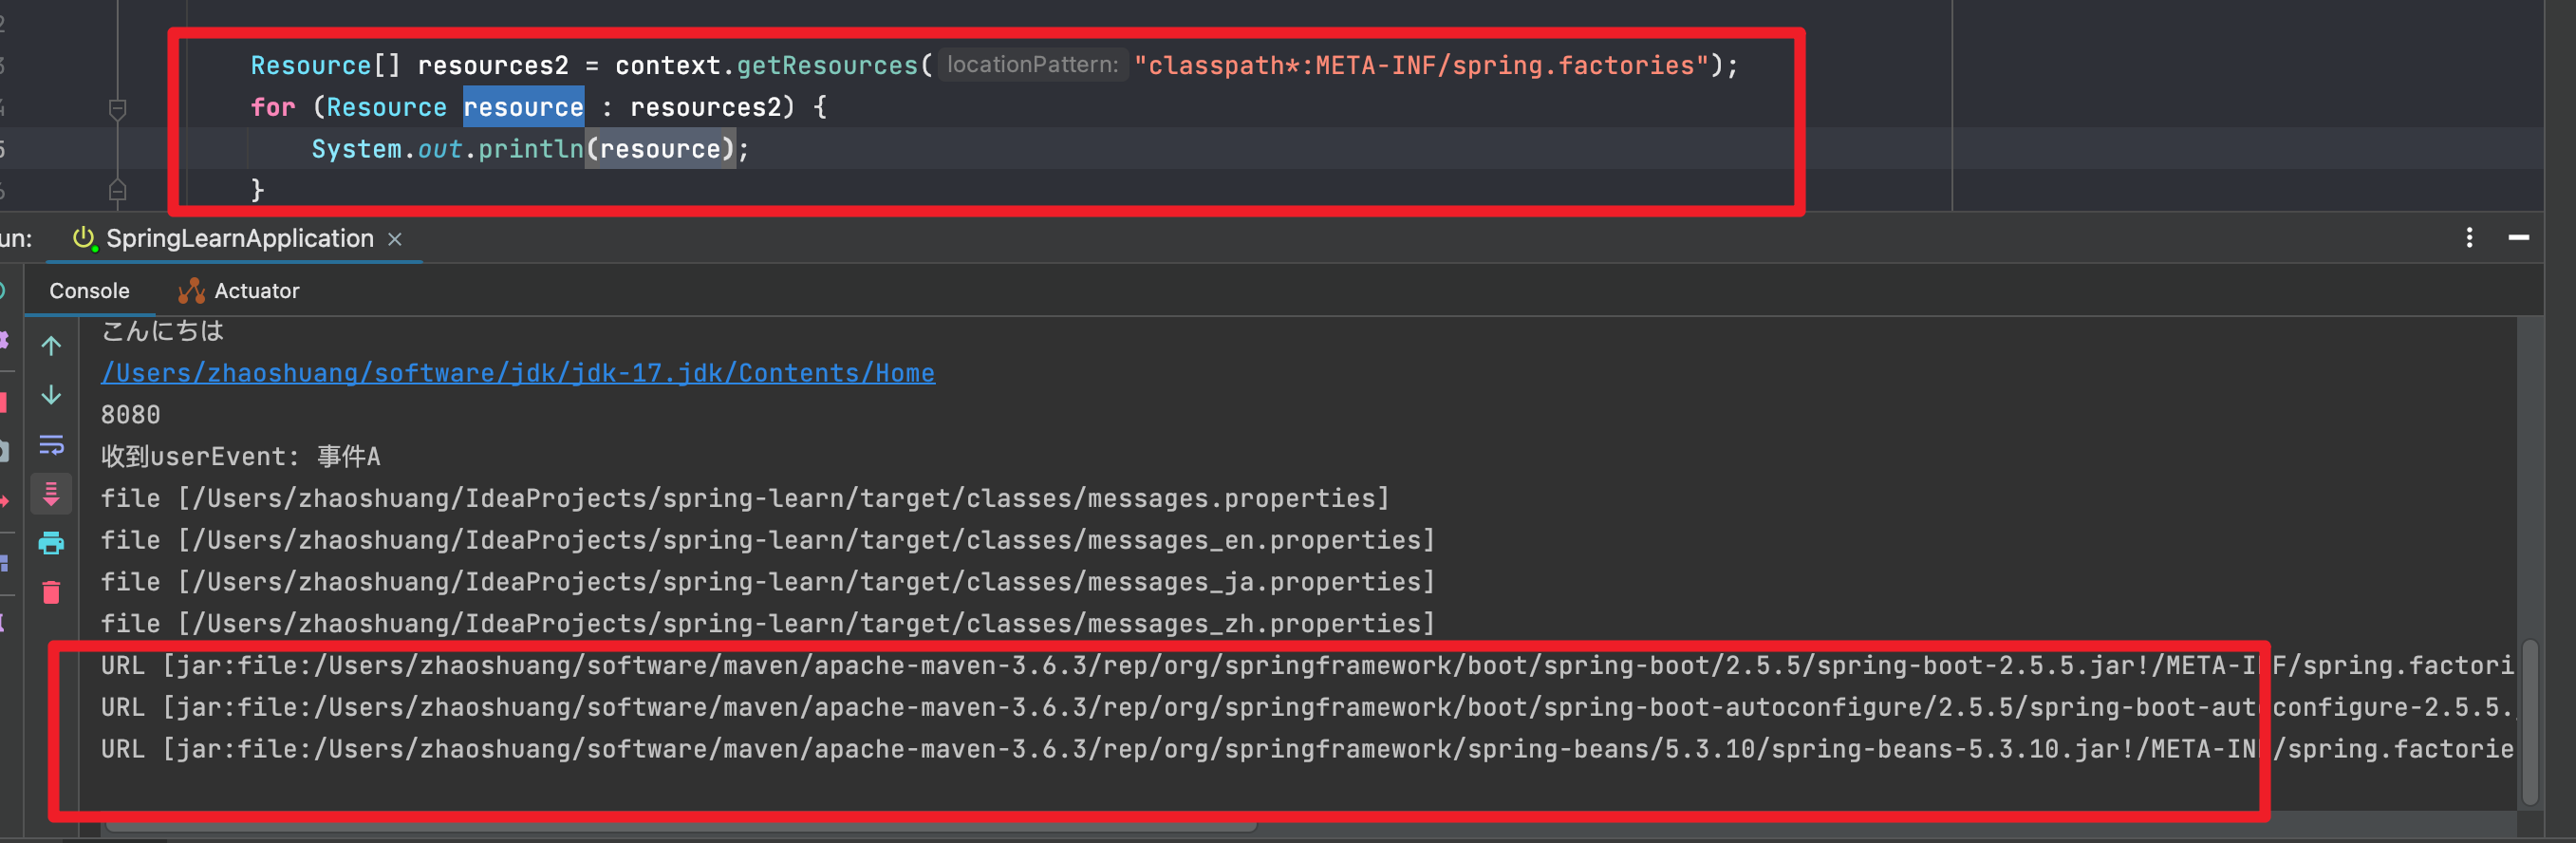 Resource[] resources2 = context.getResources( locationPattern: "classpath*:META-INF/spring.factories");
for (Resource resource : resources2) {
System.out.println(resource);
}
un: SpringLearnApplication ×
Console Actuator
こんにちは
/Users/zhaoshuang/software/jdk/jdk-17.jdk/Contents/Home
8080
收到userEvent: 事件A
file [/Users/zhaoshuang/IdeaProjects/spring-learn/target/classes/messages.properties]
file [/Users/zhaoshuang/IdeaProjects/spring-learn/target/classes/messages_en.properties]
file [/Users/zhaoshuang/IdeaProjects/spring-learn/target/classes/messages_ja.properties]
file [/Users/zhaoshuang/IdeaProjects/spring-learn/target/classes/messages_zh.properties]
URL [jar:file:/Users/zhaoshuang/software/maven/apache-maven-3.6.3/rep/org/springframework/boot/spring-boot/2.5.5/spring-boot-2.5.5.jar!/META-INF/spring.factori
URL [jar:file:/Users/zhaoshuang/software/maven/apache-maven-3.6.3/rep/org/springframework/boot/spring-boot-autoconfigure/2.5.5/spring-boot-autoconfigure-2.5.5.
URL [jar:file:/Users/zhaoshuang/software/maven/apache-maven-3.6.3/rep/org/springframework/spring-beans/5.3.10/spring-beans-5.3.10.jar!/META-INF/spring.factorie